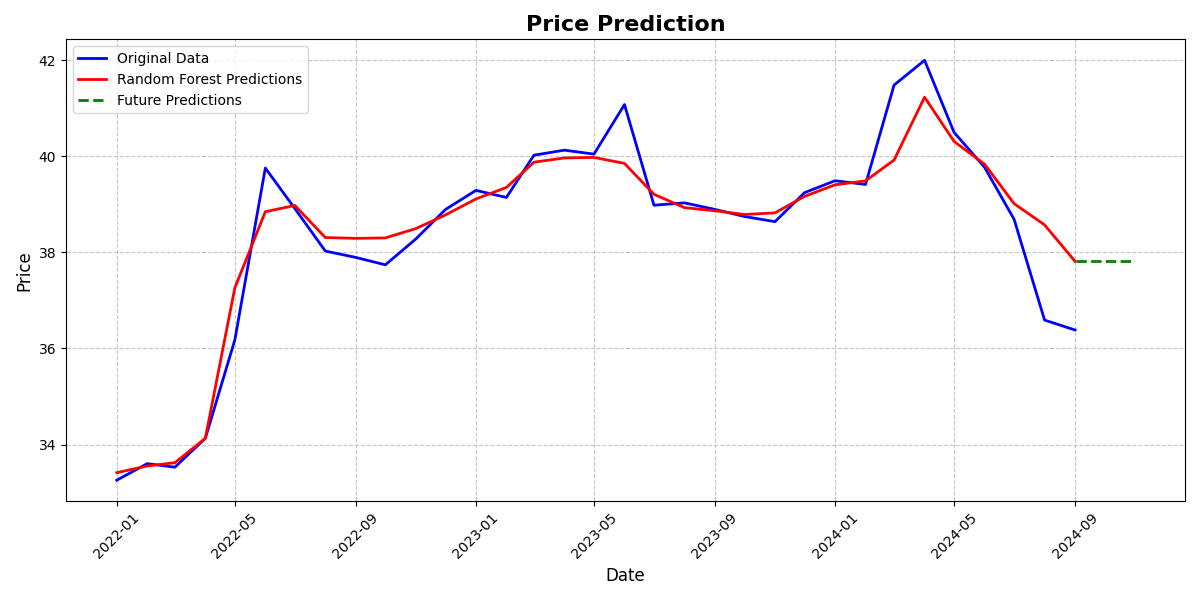 Price Prediction
Original Data
Random Forest Predictions
Future Predictions
Price
42
40
38
36
34
2022-01
2022-05
2022-09
2023-01
2023-05
2023-09
2024-01
2024-05
2024-09
Date